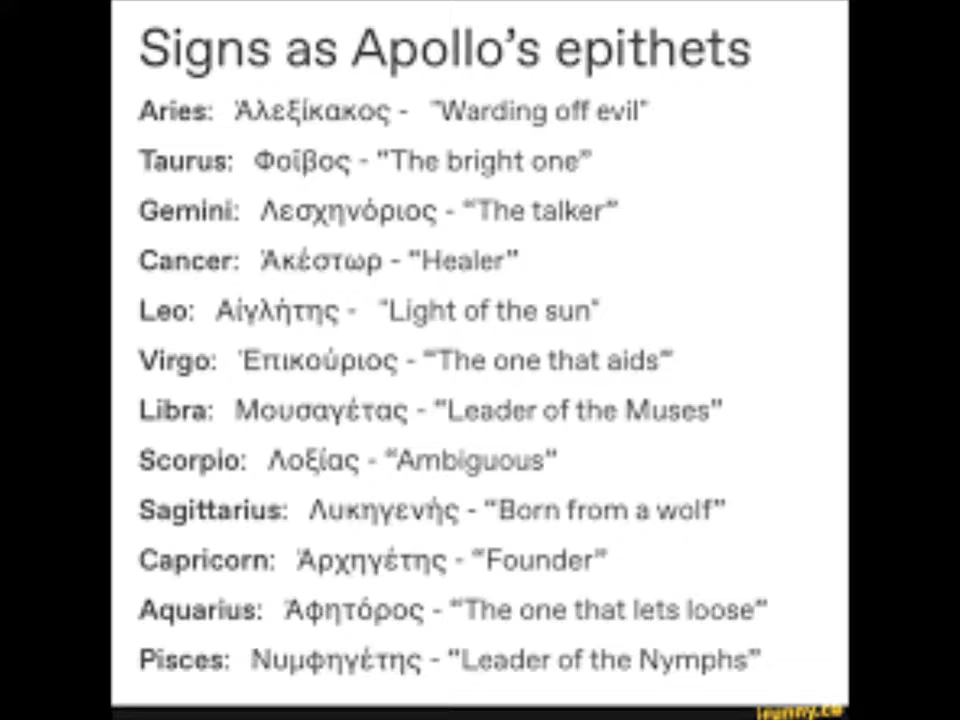 Signs as Apollo’s epithets
Aries: Ἀλεξίκακος - "Warding off evil"
Taurus: Φοῖβος - “The bright one”
Gemini: Λεσχηνόριος - “The talker”
Cancer: Ἀκέστωρ - “Healer”
Leo: Αἰγλήτης - "Light of the sun"
Virgo: Ἐπικούριος - “The one that aids”
Libra: Μουσαγέτας - “Leader of the Muses”
Scorpio: Λοξίας - “Ambiguous”
Sagittarius: Λυκηγενής - “Born from a wolf”
Capricorn: Ἀρχηγέτης - “Founder”
Aquarius: Ἀφητόρος - “The one that lets loose”
Pisces: Νυμφηγέτης - “Leader of the Nymphs”